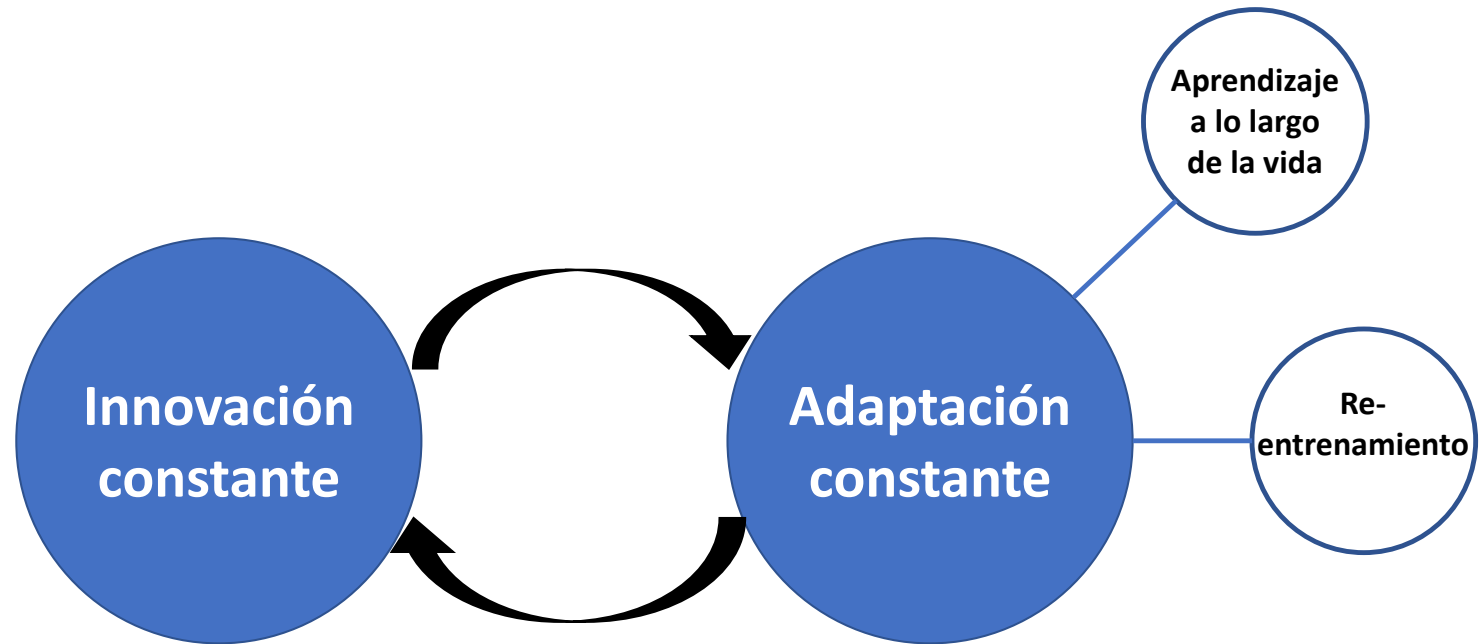 Aprendizaje
a lo largo
de la vida
Innovación
constante
Adaptación
constante
Re-
entrenamiento